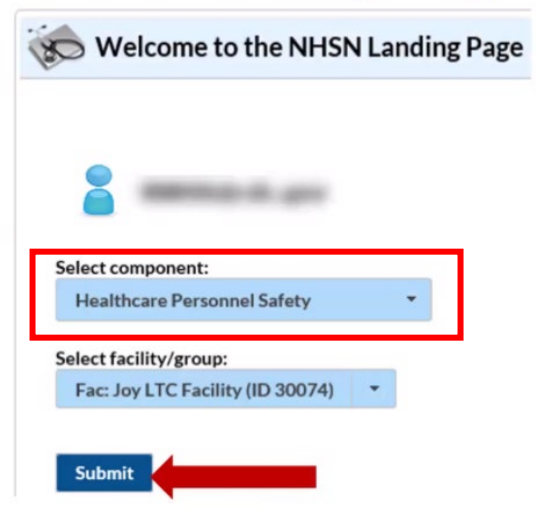 Welcome to the NHSN Landing Page
Select component:
Healthcare Personnel Safety
Select facility/group:
Fac: Joy LTC Facility (ID 30074)
Submit